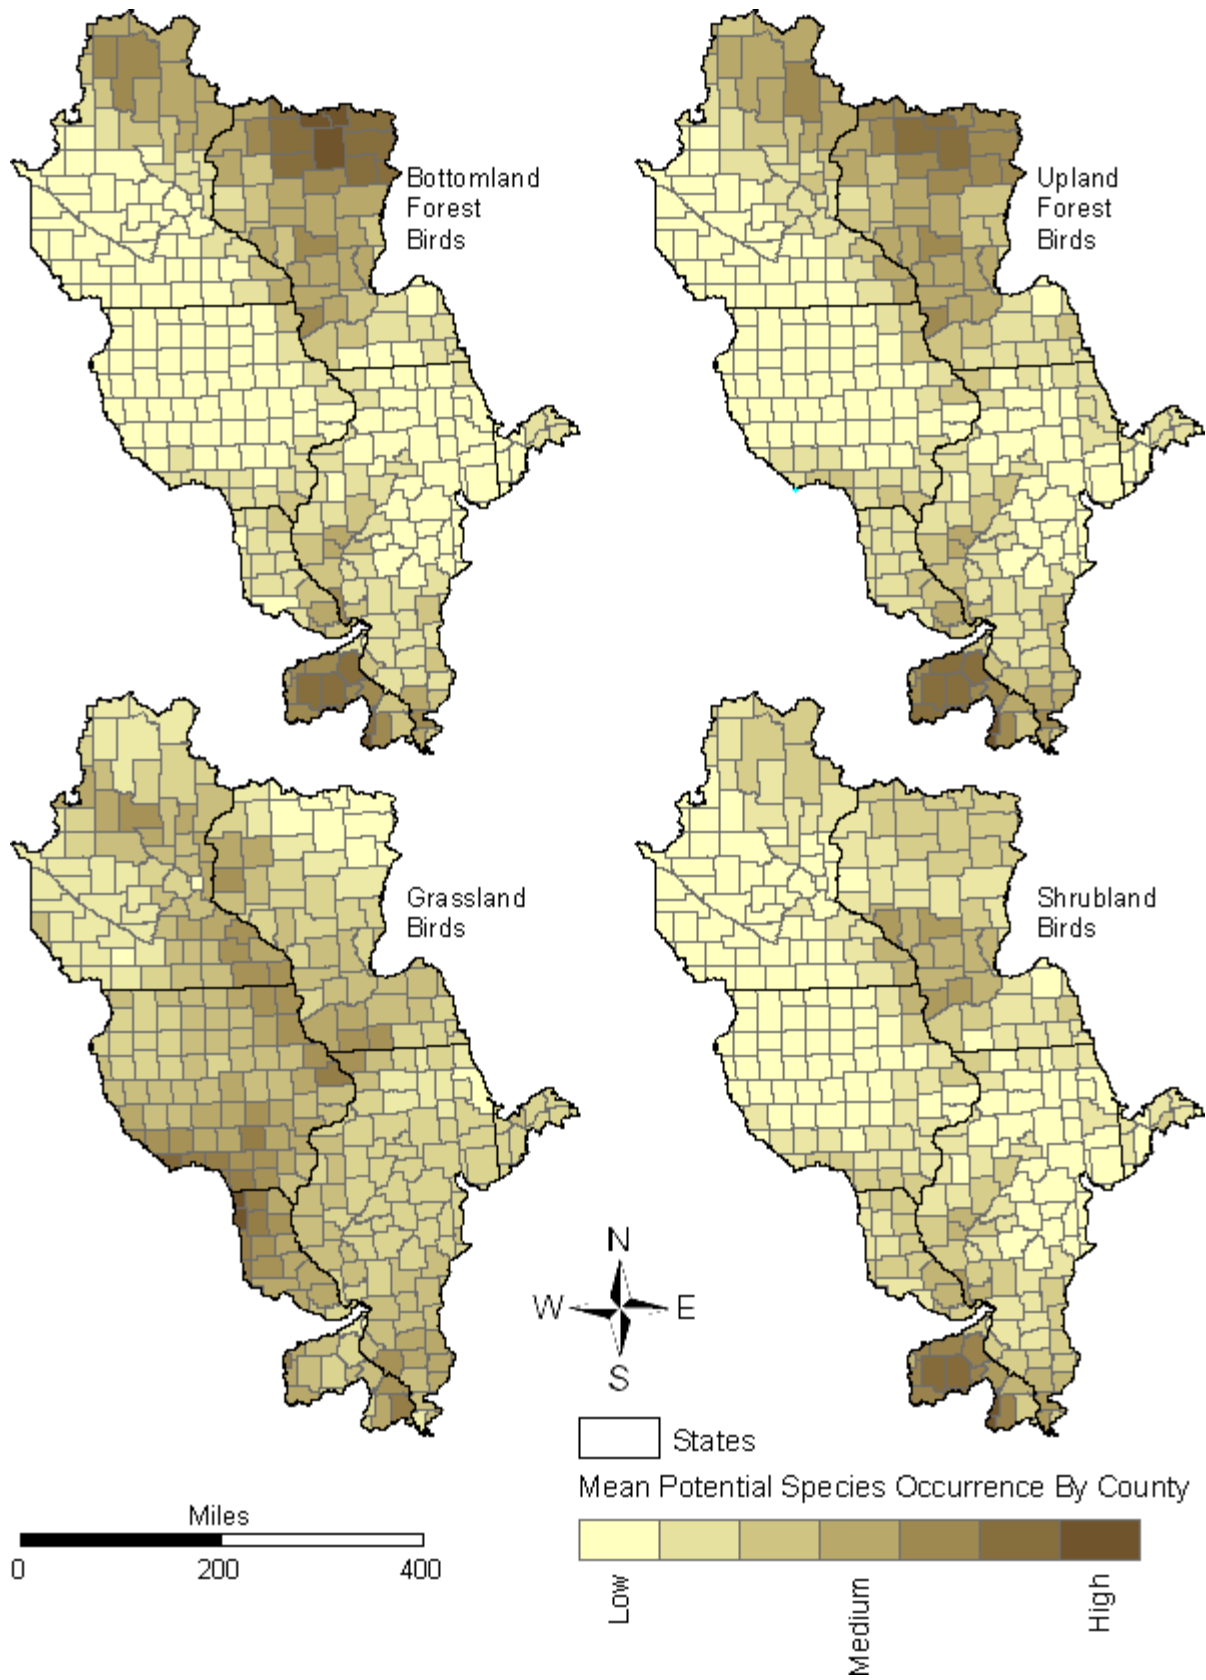 Bottomland
Forest
Birds
Upland
Forest
Birds
Grassland
Birds
Shrubland
Birds
N
W
E
S
States
Mean Potential Species Occurrence By County
Low
Medium
High
Miles
0
200
400